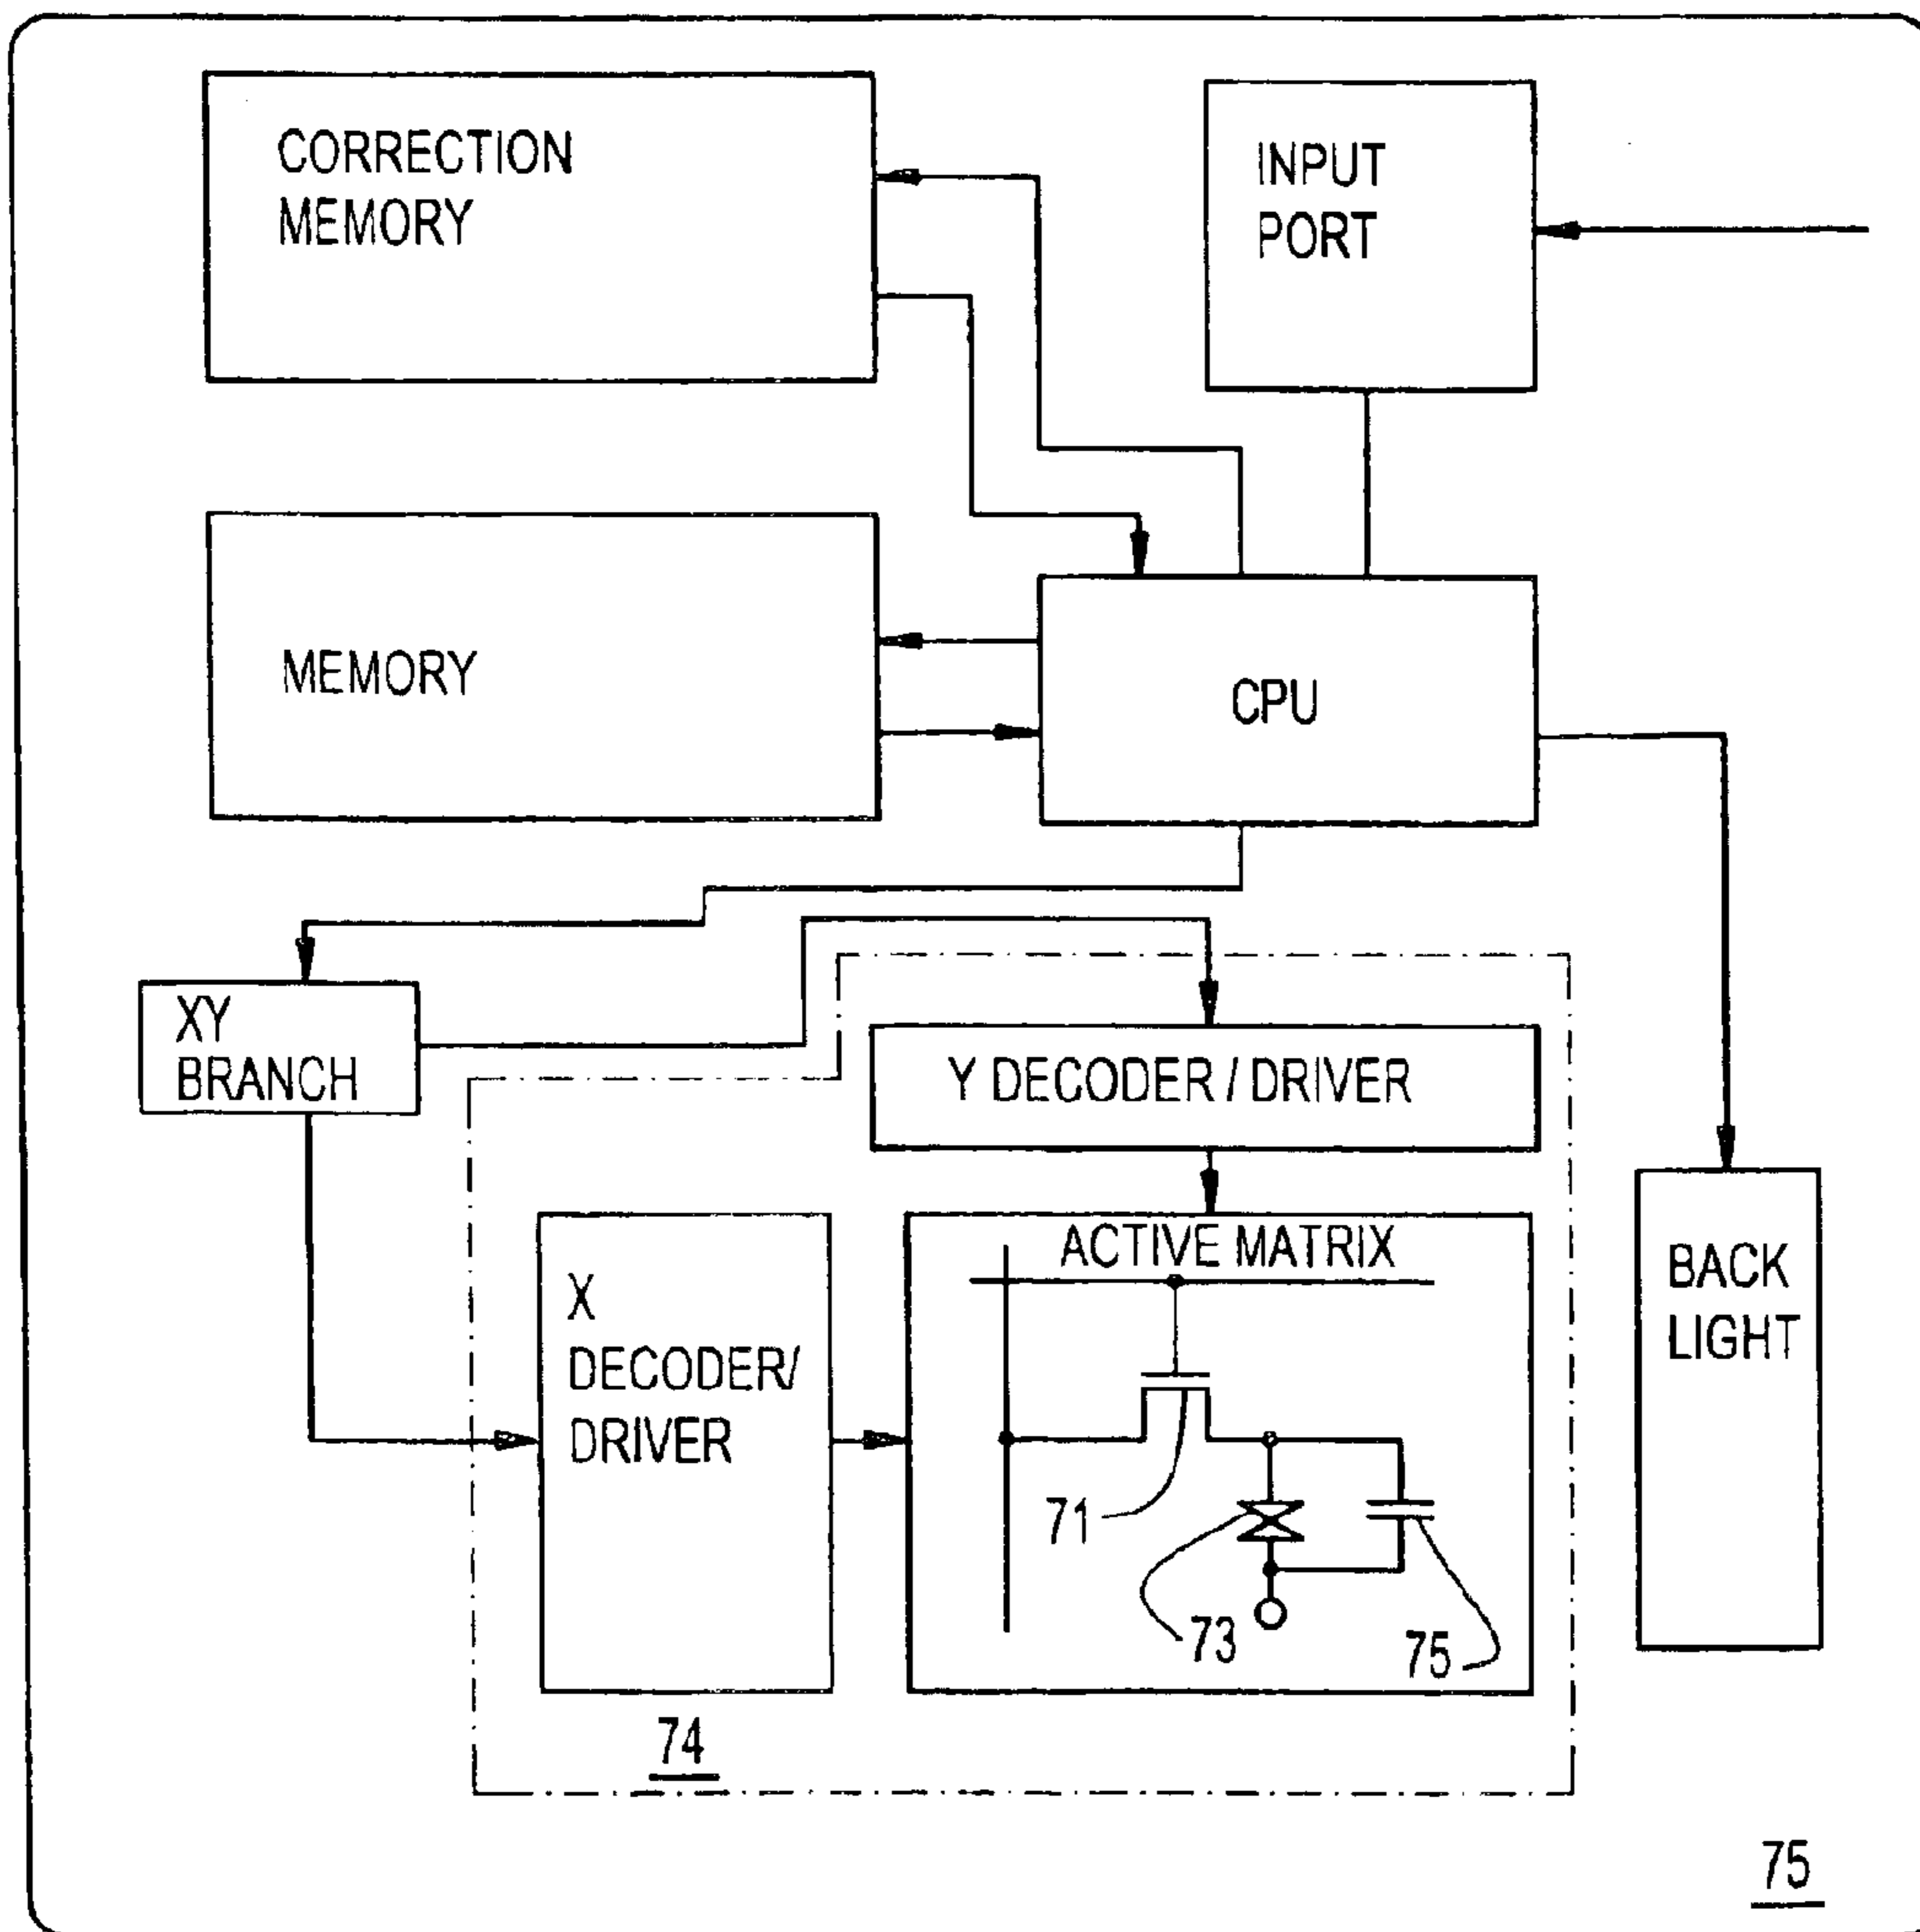 CORRECTION
MEMORY
INPUT
PORT
MEMORY
CPU
XY
BRANCH
Y DECODER / DRIVER
ACTIVE MATRIX
X
DECODER/
DRIVER
BACK
LIGHT
71
73
75
74
75